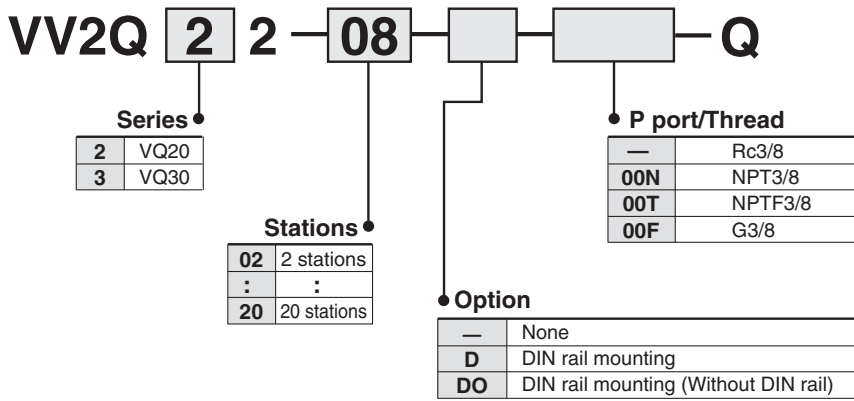 VV2Q 2 2 — 08 — — — Q
Series
2 VQ20
3 VQ30
Stations
02 2 stations
: :
20 20 stations
P port/Thread
— Rc3/8
00N NPT3/8
00T NPTF3/8
00F G3/8
Option
— None
D DIN rail mounting
DO DIN rail mounting (Without DIN rail)